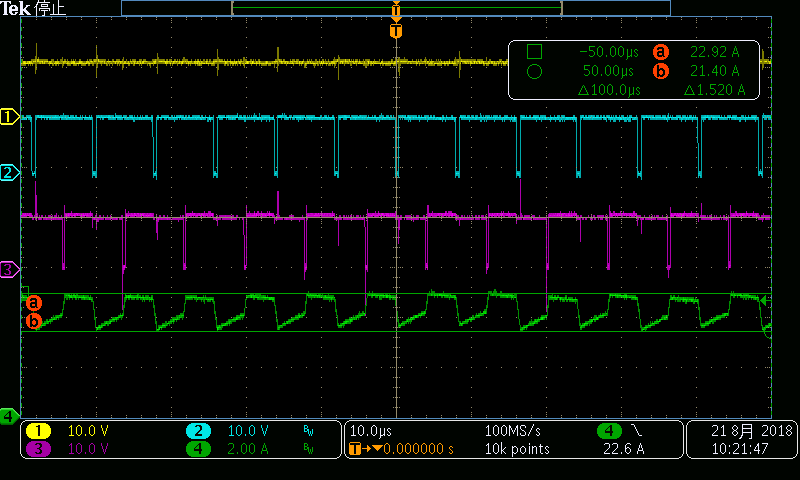 Tek 停止
T
T
-50.00µs a 22.92 A
50.00µs b 21.40 A
△100.0µs △1.520 A
1
2
3
a
b
4
1 10.0 V 2 10.0 V BW 10.0µs 100MS/s 4 21 8月 2018
3 10.0 V 4 2.00 A BW T→▼0.000000 s 10k points 22.6 A 10:21:47